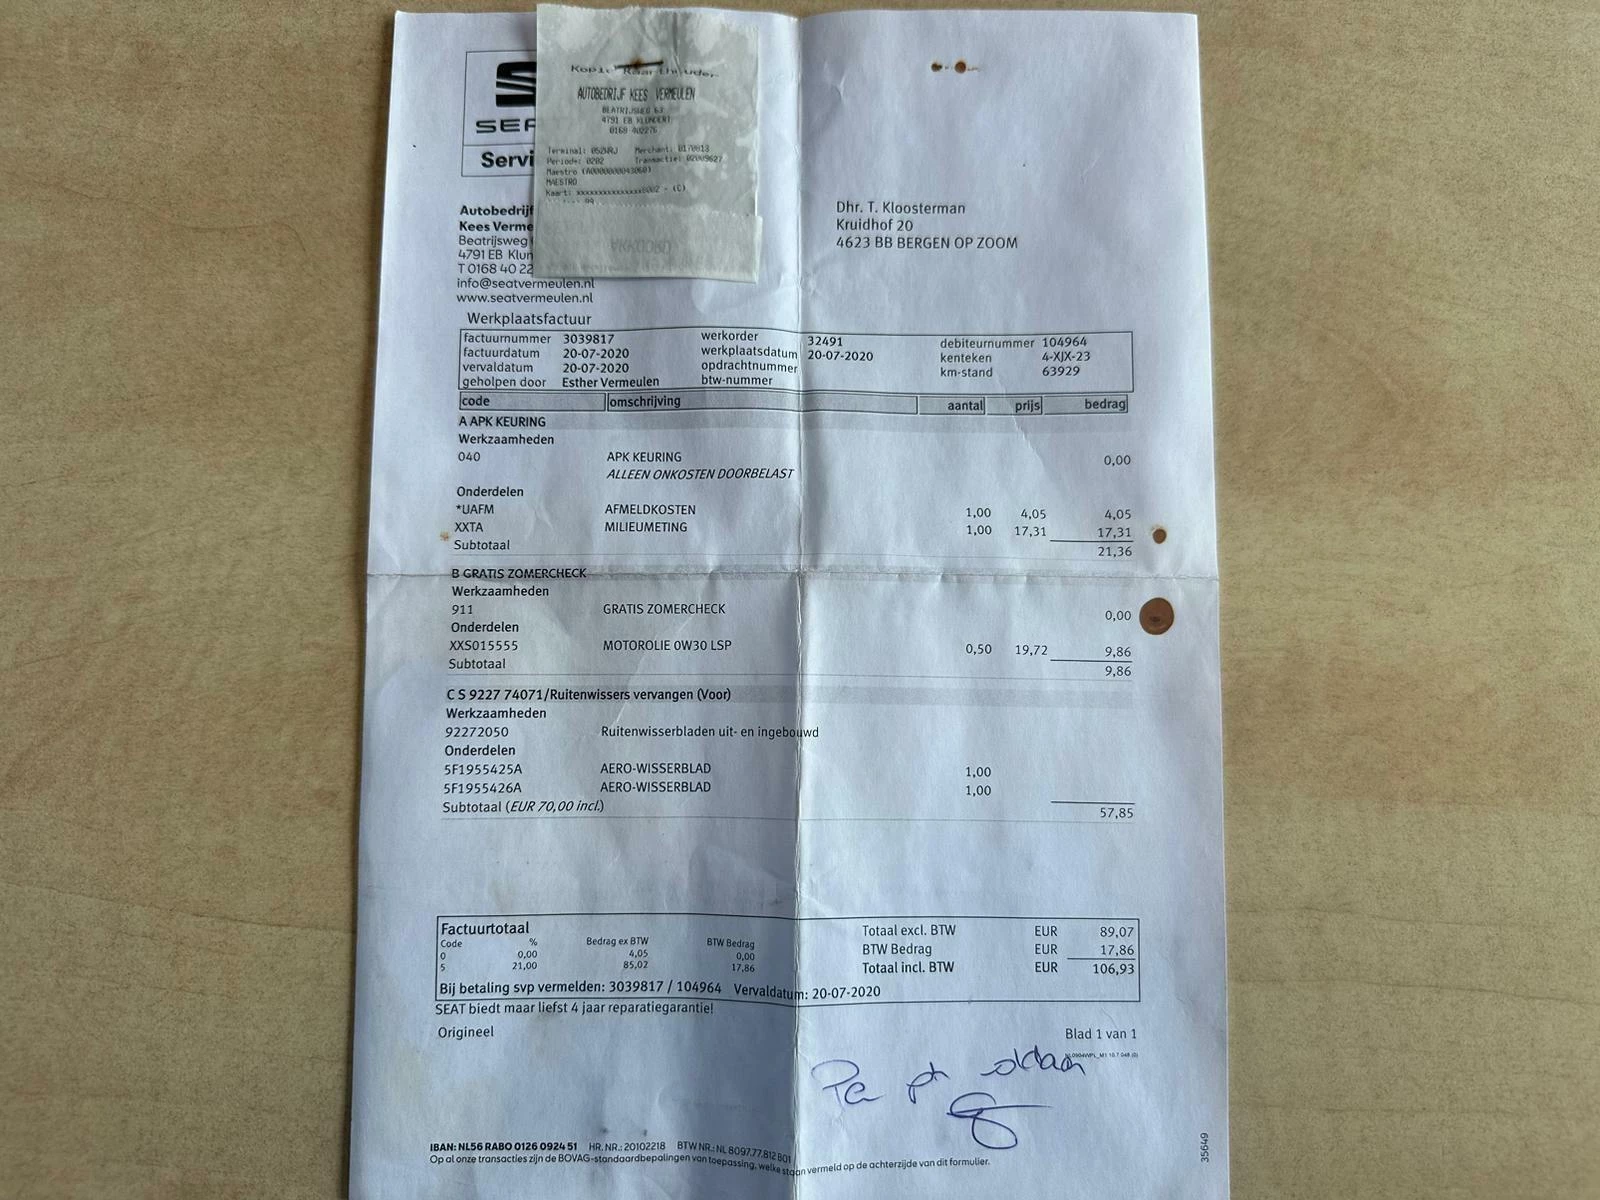 Kopie Kaarthouder
AUTOBEDRIJF KEES VERMEULEN
BEATRIJSWEG 63
4791 EB KLUNDERT
0168 402276
Terminal: 052WRJ Merchant: 0170813
Periode: 0202 Transactie: 02009627
Maestro (A0000000043060)
MAESTRO
Kaart: xxxxxxxxxxxxxxx8002 - (C)
AKKOORD
SEA
Servi
Autobedrijf
Kees Verme
Beatrijsweg
4791 EB Klun
T 0168 40 22
info@seatvermeulen.nl
www.seatvermeulen.nl
Dhr. T. Kloosterman
Kruidhof 20
4623 BB BERGEN OP ZOOM
Werkplaatsfactuur
factuurnummer 3039817 werkorder 32491 debiteurnummer 104964
factuurdatum 20-07-2020 werkplaatsdatum 20-07-2020 kenteken 4-XJX-23
vervaldatum 20-07-2020 opdrachtnummer km-stand 63929
geholpen door Esther Vermeulen btw-nummer
code omschrijving aantal prijs bedrag
A APK KEURING
Werkzaamheden
040 APK KEURING 0,00
ALLEEN ONKOSTEN DOORBELAST
Onderdelen
*UAFM AFMELDKOSTEN 1,00 4,05 4,05
XXTA MILIEUMETING 1,00 17,31 17,31
Subtotaal 21,36
B GRATIS ZOMERCHECK
Werkzaamheden
911 GRATIS ZOMERCHECK 0,00
Onderdelen
XXS015555 MOTOROLIE 0W30 LSP 0,50 19,72 9,86
Subtotaal 9,86
C S 9227 74071/Ruitenwissers vervangen (Voor)
Werkzaamheden
92272050 Ruitenwisserbladen uit- en ingebouwd
Onderdelen
5F1955425A AERO-WISSERBLAD 1,00
5F1955426A AERO-WISSERBLAD 1,00
Subtotaal (EUR 70,00 incl.) 57,85
Factuurtotaal
Code % Bedrag ex BTW BTW Bedrag
0 0,00 4,05 0,00
5 21,00 85,02 17,86
Totaal excl. BTW EUR 89,07
BTW Bedrag EUR 17,86
Totaal incl. BTW EUR 106,93
Bij betaling svp vermelden: 3039817 / 104964 Vervaldatum: 20-07-2020
SEAT biedt maar liefst 4 jaar reparatiegarantie!
Origineel Blad 1 van 1
IBAN: NL56 RABO 0126 0924 51 HR. NR.: 20102218 BTW NR.: NL 8097.77.812 B01
Op al onze transacties zijn de BOVAG-standaardbepalingen van toepassing, welke staan vermeld op de achterzijde van dit formulier.
35649